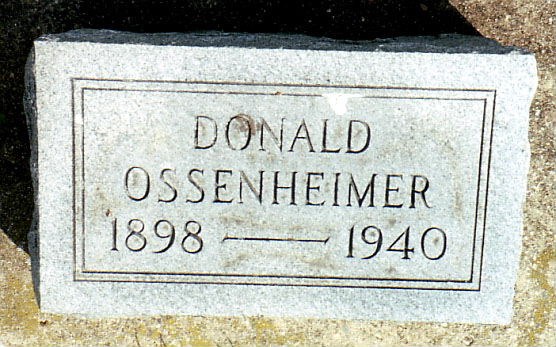 DONALD
OSSENHEIMER
1898 — 1940